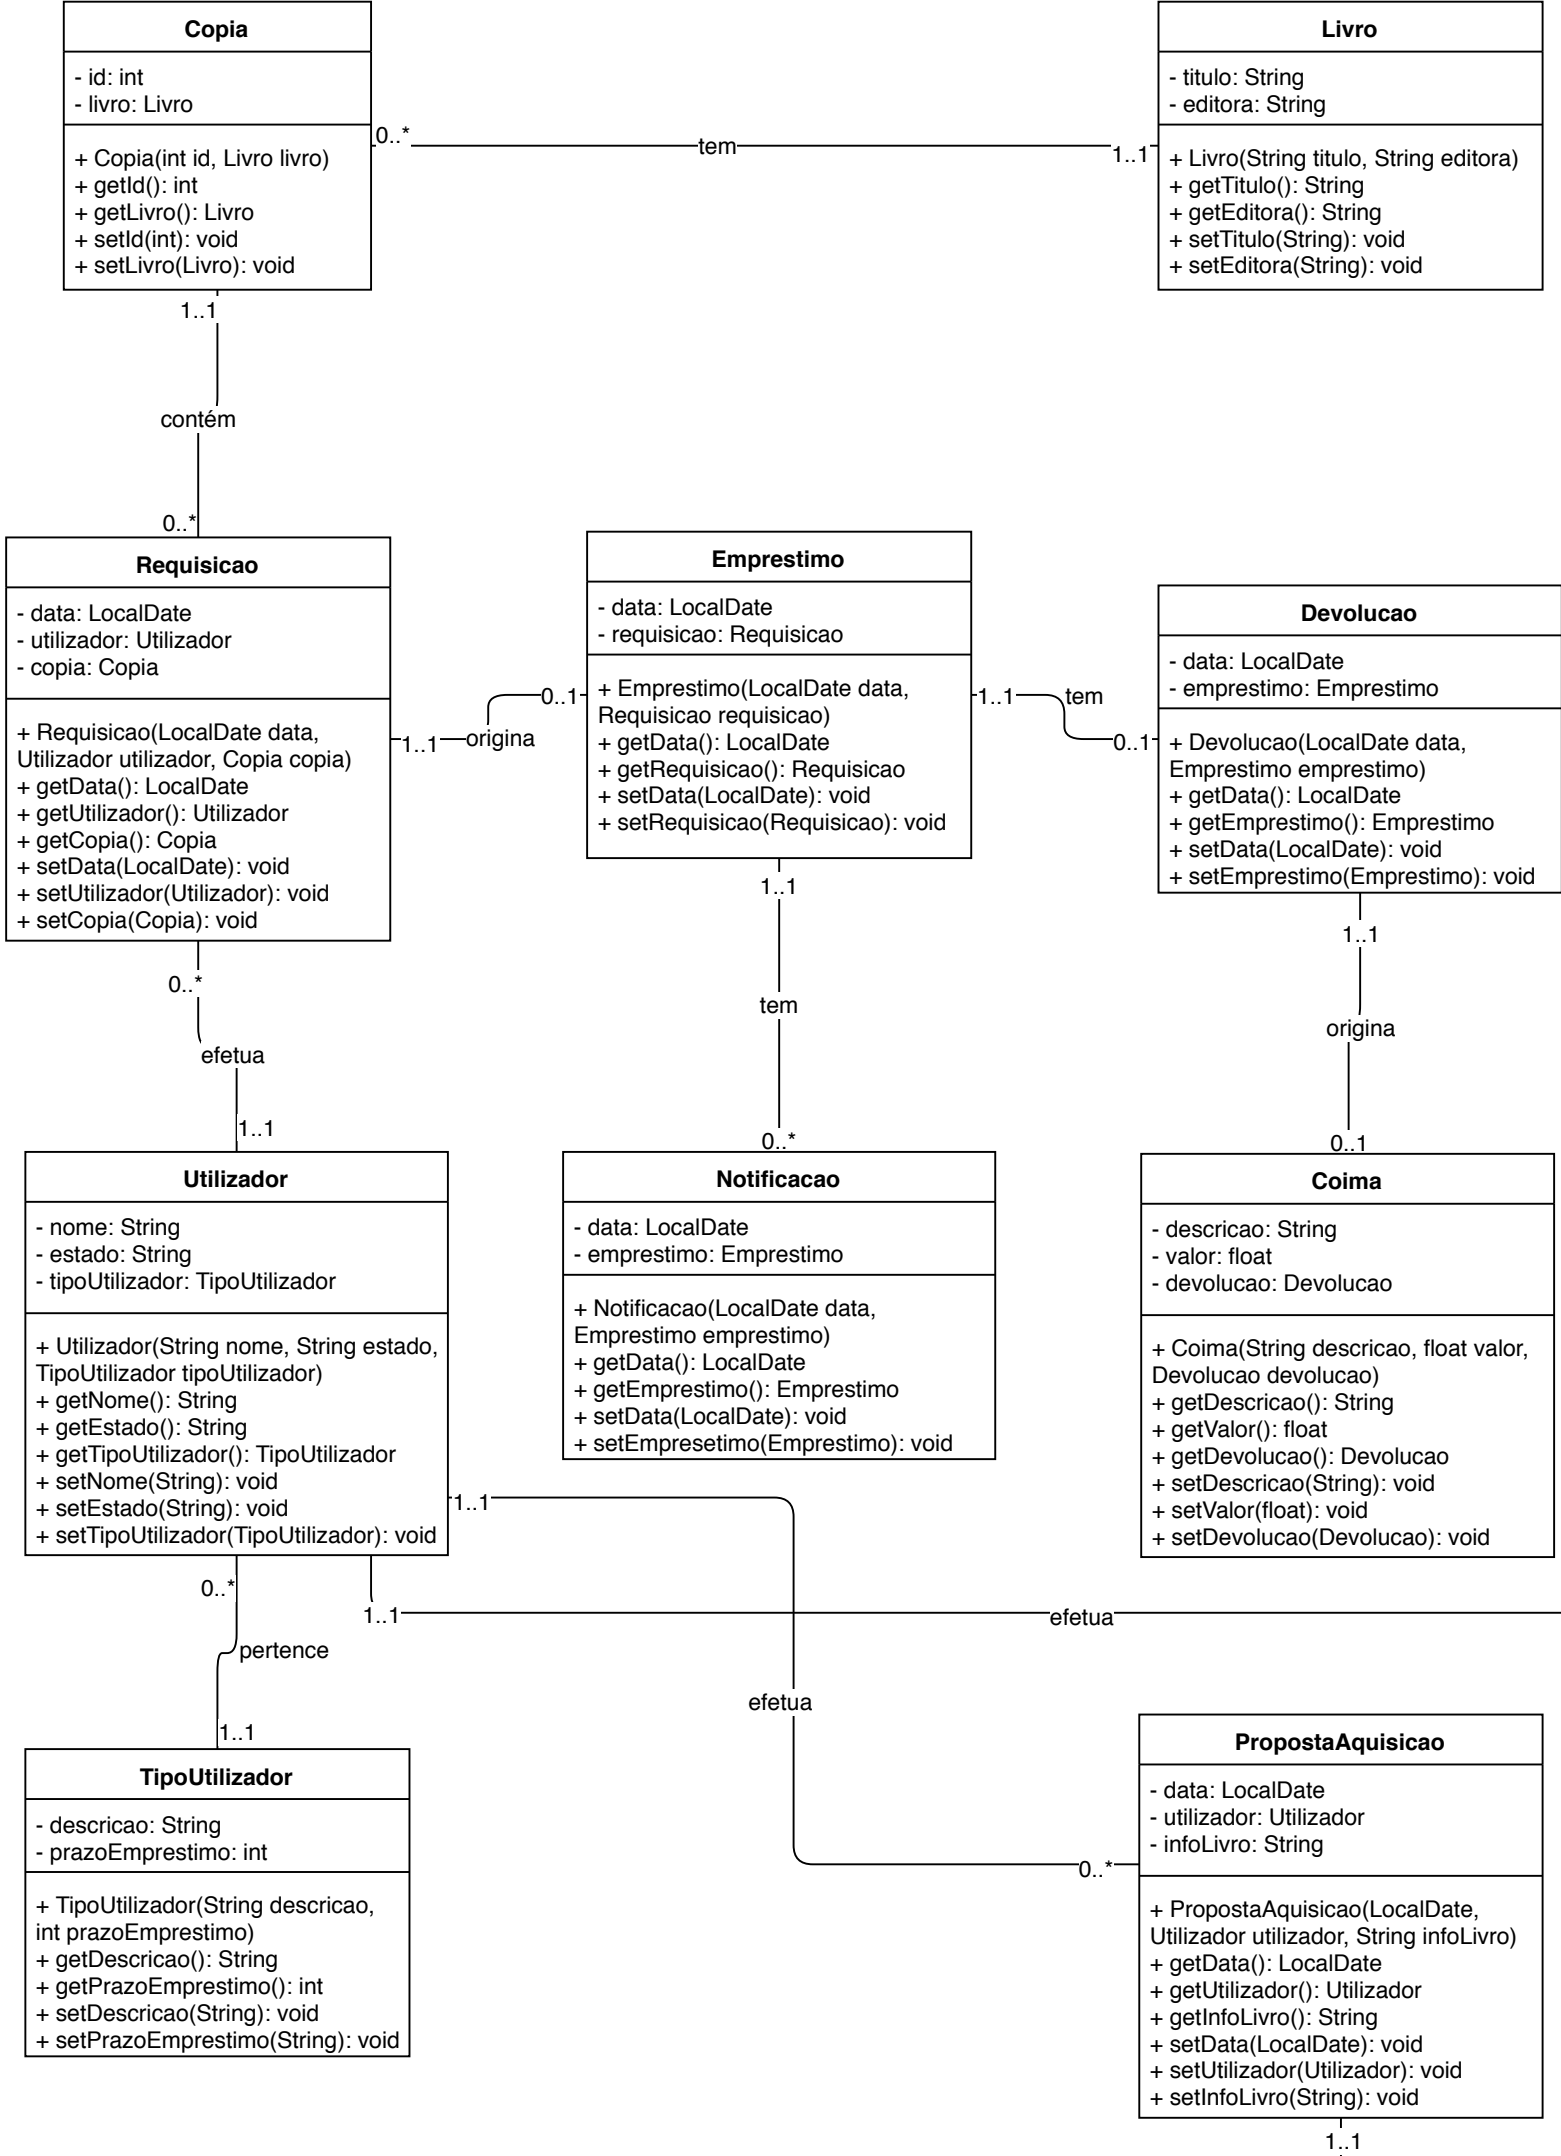 Copia
- id: int
- livro: Livro
+ Copia(int id, Livro livro)
+ getId(): int
+ getLivro(): Livro
+ setId(int): void
+ setLivro(Livro): void
0..*
tem
1..1
Livro
- titulo: String
- editora: String
+ Livro(String titulo, String editora)
+ getTitulo(): String
+ getEditora(): String
+ setTitulo(String): void
+ setEditora(String): void
1..1
contém
0..*
Requisicao
- data: LocalDate
- utilizador: Utilizador
- copia: Copia
+ Requisicao(LocalDate data,
Utilizador utilizador, Copia copia)
+ getData(): LocalDate
+ getUtilizador(): Utilizador
+ getCopia(): Copia
+ setData(LocalDate): void
+ setUtilizador(Utilizador): void
+ setCopia(Copia): void
1..1
origina
0..1
Emprestimo
- data: LocalDate
- requisicao: Requisicao
+ Emprestimo(LocalDate data,
Requisicao requisicao)
+ getData(): LocalDate
+ getRequisicao(): Requisicao
+ setData(LocalDate): void
+ setRequisicao(Requisicao): void
1..1
tem
0..1
Devolucao
- data: LocalDate
- emprestimo: Emprestimo
+ Devolucao(LocalDate data,
Emprestimo emprestimo)
+ getData(): LocalDate
+ getEmprestimo(): Emprestimo
+ setData(LocalDate): void
+ setEmprestimo(Emprestimo): void
0..*
efetua
1..1
1..1
tem
0..*
1..1
origina
0..1
Utilizador
- nome: String
- estado: String
- tipoUtilizador: TipoUtilizador
+ Utilizador(String nome, String estado,
TipoUtilizador tipoUtilizador)
+ getNome(): String
+ getEstado(): String
+ getTipoUtilizador(): TipoUtilizador
+ setNome(String): void
+ setEstado(String): void
+ setTipoUtilizador(TipoUtilizador): void
Notificacao
- data: LocalDate
- emprestimo: Emprestimo
+ Notificacao(LocalDate data,
Emprestimo emprestimo)
+ getData(): LocalDate
+ getEmprestimo(): Emprestimo
+ setData(LocalDate): void
+ setEmpresetimo(Emprestimo): void
Coima
- descricao: String
- valor: float
- devolucao: Devolucao
+ Coima(String descricao, float valor,
Devolucao devolucao)
+ getDescricao(): String
+ getValor(): float
+ getDevolucao(): Devolucao
+ setDescricao(String): void
+ setValor(float): void
+ setDevolucao(Devolucao): void
1..1
0..*
pertence
1..1
1..1
efetua
efetua
0..*
TipoUtilizador
- descricao: String
- prazoEmprestimo: int
+ TipoUtilizador(String descricao,
int prazoEmprestimo)
+ getDescricao(): String
+ getPrazoEmprestimo(): int
+ setDescricao(String): void
+ setPrazoEmprestimo(String): void
PropostaAquisicao
- data: LocalDate
- utilizador: Utilizador
- infoLivro: String
+ PropostaAquisicao(LocalDate,
Utilizador utilizador, String infoLivro)
+ getData(): LocalDate
+ getUtilizador(): Utilizador
+ getInfoLivro(): String
+ setData(LocalDate): void
+ setUtilizador(Utilizador): void
+ setInfoLivro(String): void
1..1